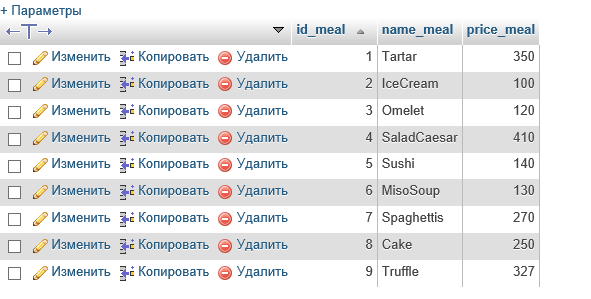 + Параметры
id_meal name_meal price_meal
Изменить Копировать Удалить 1 Tartar 350
Изменить Копировать Удалить 2 IceCream 100
Изменить Копировать Удалить 3 Omelet 120
Изменить Копировать Удалить 4 SaladCaesar 410
Изменить Копировать Удалить 5 Sushi 140
Изменить Копировать Удалить 6 MisoSoup 130
Изменить Копировать Удалить 7 Spaghettis 270
Изменить Копировать Удалить 8 Cake 250
Изменить Копировать Удалить 9 Truffle 327